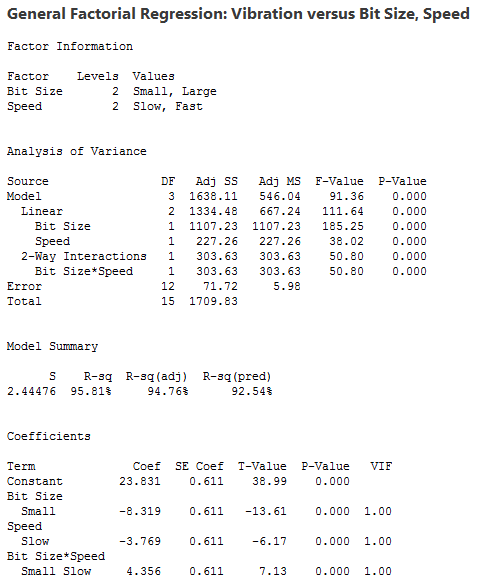 General Factorial Regression: Vibration versus Bit Size, Speed
Factor Information
Factor Levels Values
Bit Size 2 Small, Large
Speed 2 Slow, Fast
Analysis of Variance
Source DF Adj SS Adj MS F-Value P-Value
Model 3 1638.11 546.04 91.36 0.000
Linear 2 1334.48 667.24 111.64 0.000
Bit Size 1 1107.23 1107.23 185.25 0.000
Speed 1 227.26 227.26 38.02 0.000
2-Way Interactions 1 303.63 303.63 50.80 0.000
Bit Size*Speed 1 303.63 303.63 50.80 0.000
Error 12 71.72 5.98
Total 15 1709.83
Model Summary
S R-sq R-sq(adj) R-sq(pred)
2.44476 95.81% 94.76% 92.54%
Coefficients
Term Coef SE Coef T-Value P-Value VIF
Constant 23.831 0.611 38.99 0.000
Bit Size
Small -8.319 0.611 -13.61 0.000 1.00
Speed
Slow -3.769 0.611 -6.17 0.000 1.00
Bit Size*Speed
Small Slow 4.356 0.611 7.13 0.000 1.00